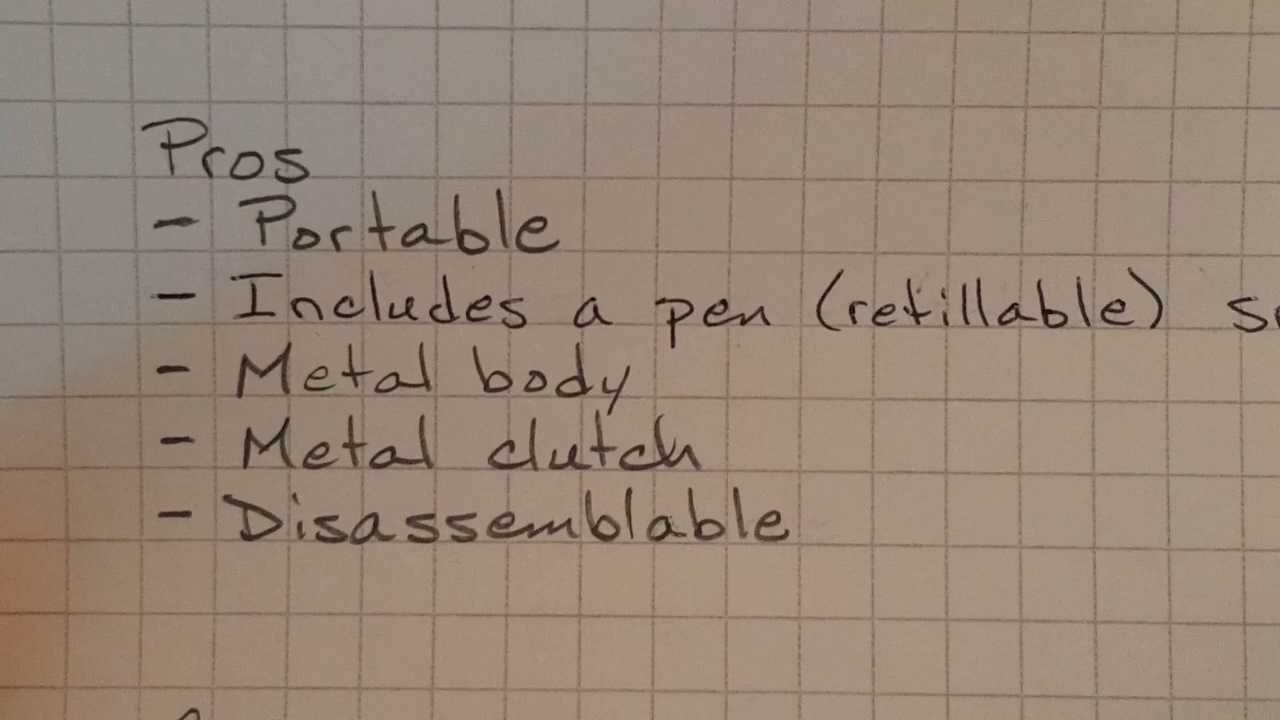 Pros
- Portable
- Includes a pen (refillable)
- Metal body
- Metal clutch
- Disassemblable